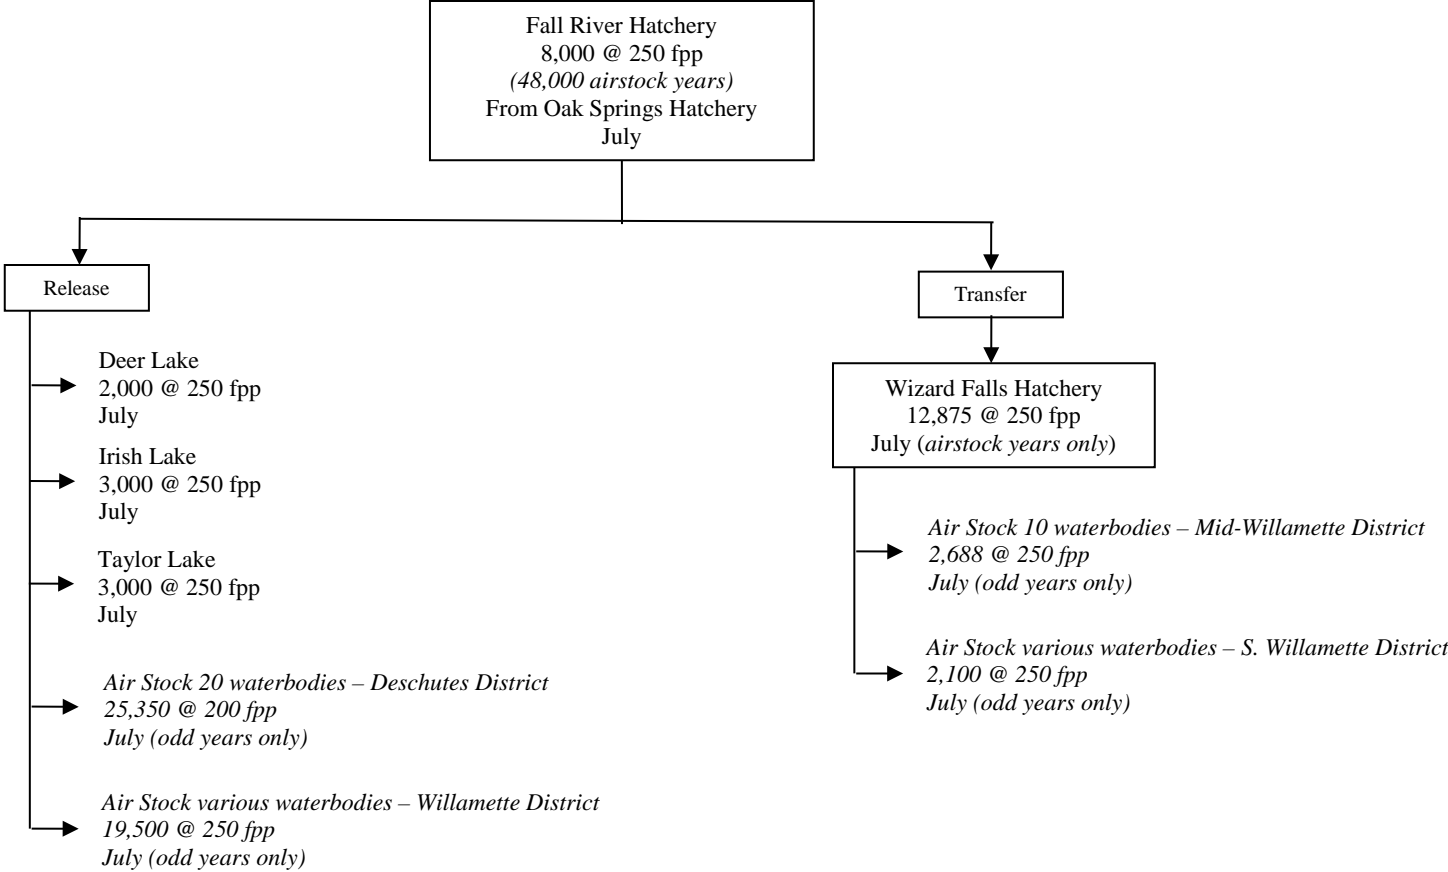 Fall River Hatchery
8,000 @ 250 fpp
(48,000 airstock years)
From Oak Springs Hatchery
July
Release
Deer Lake
2,000 @ 250 fpp
July
Irish Lake
3,000 @ 250 fpp
July
Taylor Lake
3,000 @ 250 fpp
July
Air Stock 20 waterbodies – Deschutes District
25,350 @ 200 fpp
July (odd years only)
Air Stock various waterbodies – Willamette District
19,500 @ 250 fpp
July (odd years only)
Transfer
Wizard Falls Hatchery
12,875 @ 250 fpp
July (airstock years only)
Air Stock 10 waterbodies – Mid-Willamette District
2,688 @ 250 fpp
July (odd years only)
Air Stock various waterbodies – S. Willamette District
2,100 @ 250 fpp
July (odd years only)